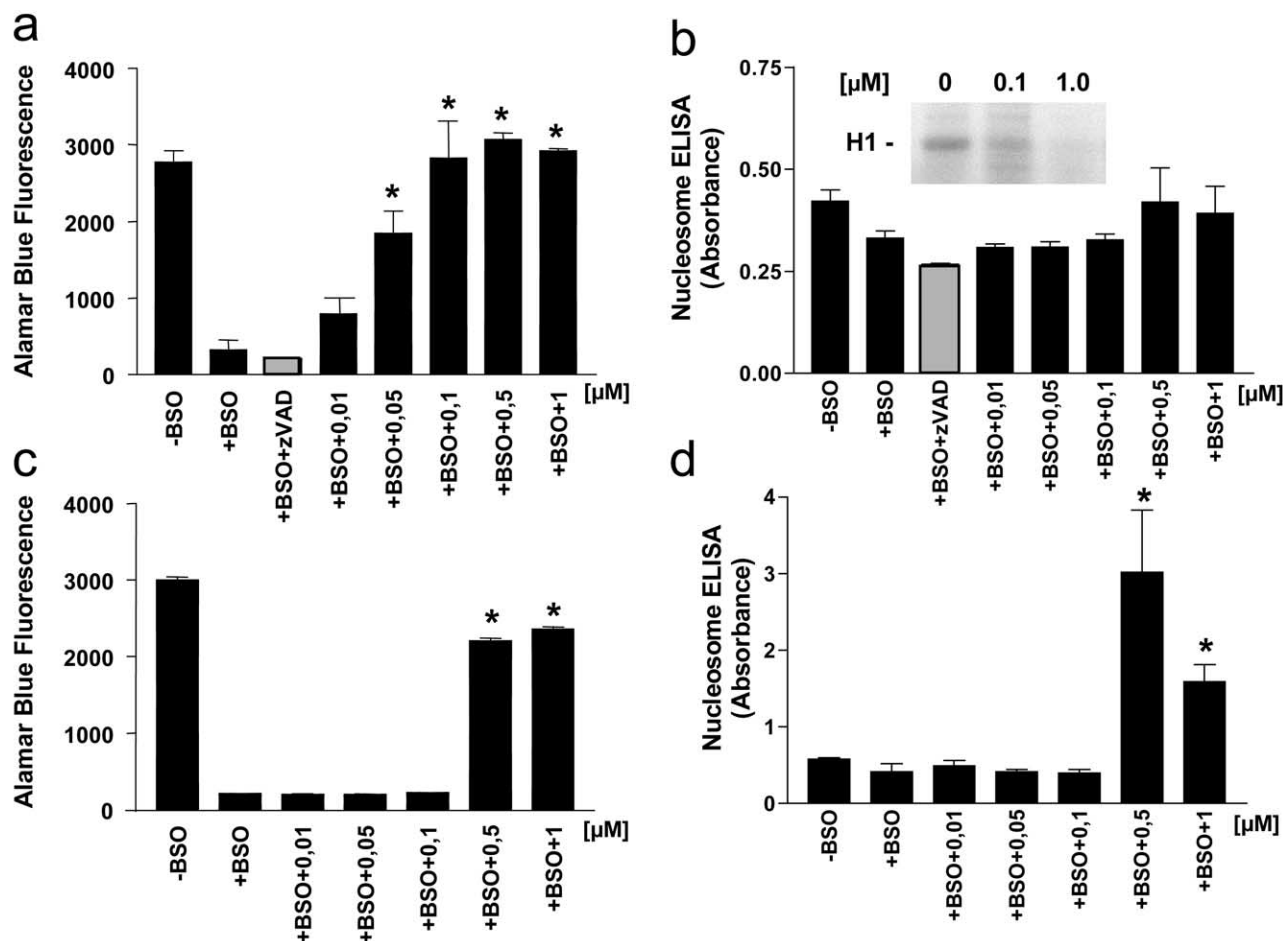 a
Alamar Blue Fluorescence
4000
3000
2000
1000
0
* * * *
-BSO
+BSO
+BSO+zVAD
+BSO+0,01
+BSO+0,05
+BSO+0,1
+BSO+0,5
+BSO+1
[µM]
b
Nucleosome ELISA
(Absorbance)
0.75
0.50
0.25
0.00
[µM] 0 0.1 1.0
H1 -
-BSO
+BSO
+BSO+zVAD
+BSO+0,01
+BSO+0,05
+BSO+0,1
+BSO+0,5
+BSO+1
[µM]
c
Alamar Blue Fluorescence
4000
3000
2000
1000
0
* *
-BSO
+BSO
+BSO+0,01
+BSO+0,05
+BSO+0,1
+BSO+0,5
+BSO+1
[µM]
d
Nucleosome ELISA
(Absorbance)
4
3
2
1
0
* *
-BSO
+BSO
+BSO+0,01
+BSO+0,05
+BSO+0,1
+BSO+0,5
+BSO+1
[µM]